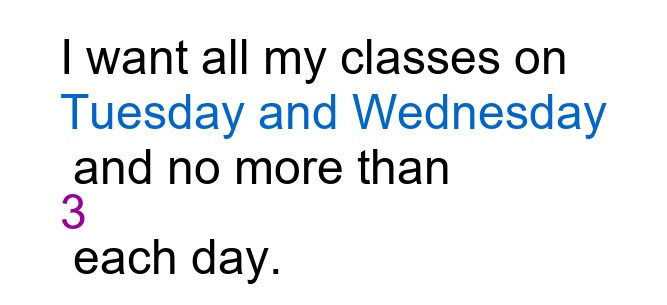 I want all my classes on
Tuesday and Wednesday
and no more than
3
each day.